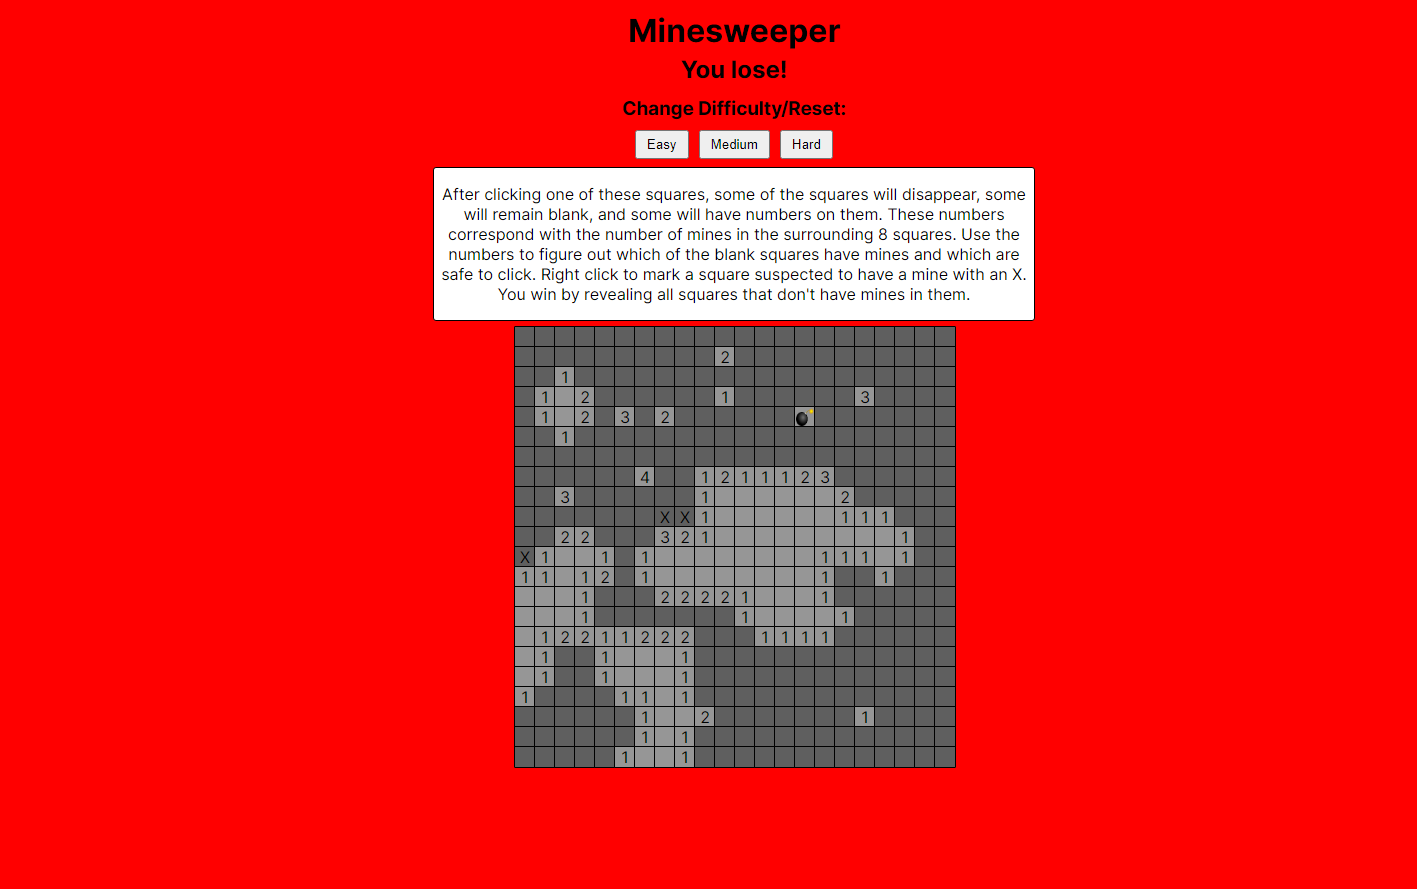 Minesweeper
You lose!
Change Difficulty/Reset:
Easy Medium Hard
After clicking one of these squares, some of the squares will disappear, some
will remain blank, and some will have numbers on them. These numbers
correspond with the number of mines in the surrounding 8 squares. Use the
numbers to figure out which of the blank squares have mines and which are
safe to click. Right click to mark a square suspected to have a mine with an X.
You win by revealing all squares that don't have mines in them.
2
1
1 2 1 3
1 2 3 2
1
4 1 2 1 1 1 2 3
3 1 2
X X 1 1 1 1
2 2 3 2 1 1
X 1 1 1 1 1 1 1
1 1 1 2 1 1 1
1 2 2 2 2 1 1
1 1 1
1 2 2 1 1 2 2 2 1 1 1 1
1 1 1
1 1 1
1 1 1 1
1 2 1
1 1
1 1